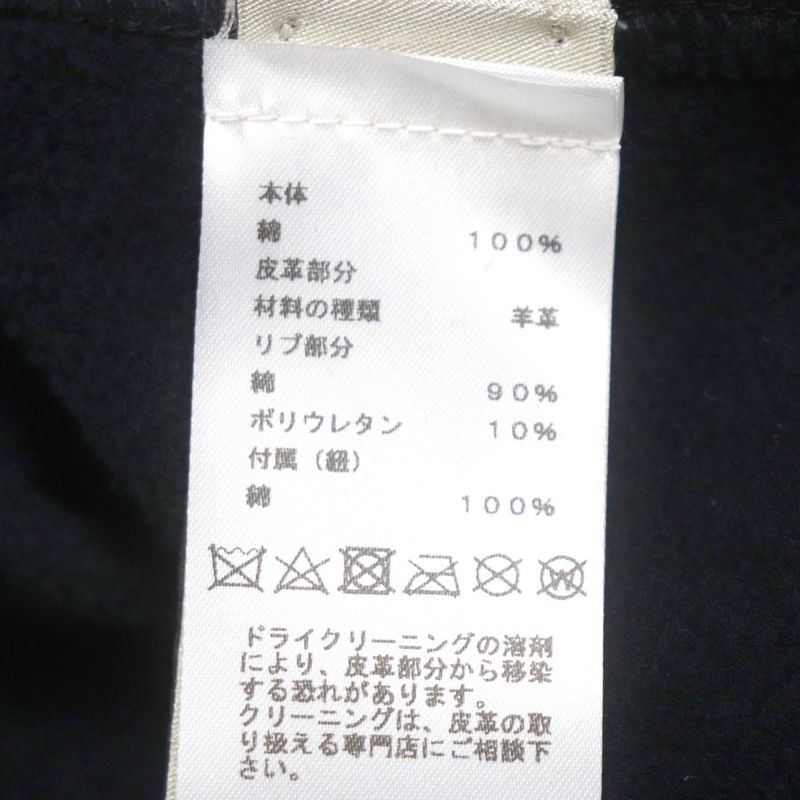 本体
綿 100%
皮革部分
材料の種類 羊革
リブ部分
綿 90%
ポリウレタン 10%
付属（紐）
綿 100%
W
ドライクリーニングの溶剤
により、皮革部分から移染
する恐れがあります。
クリーニングは、皮革の取
り扱える専門店にご相談下
さい。